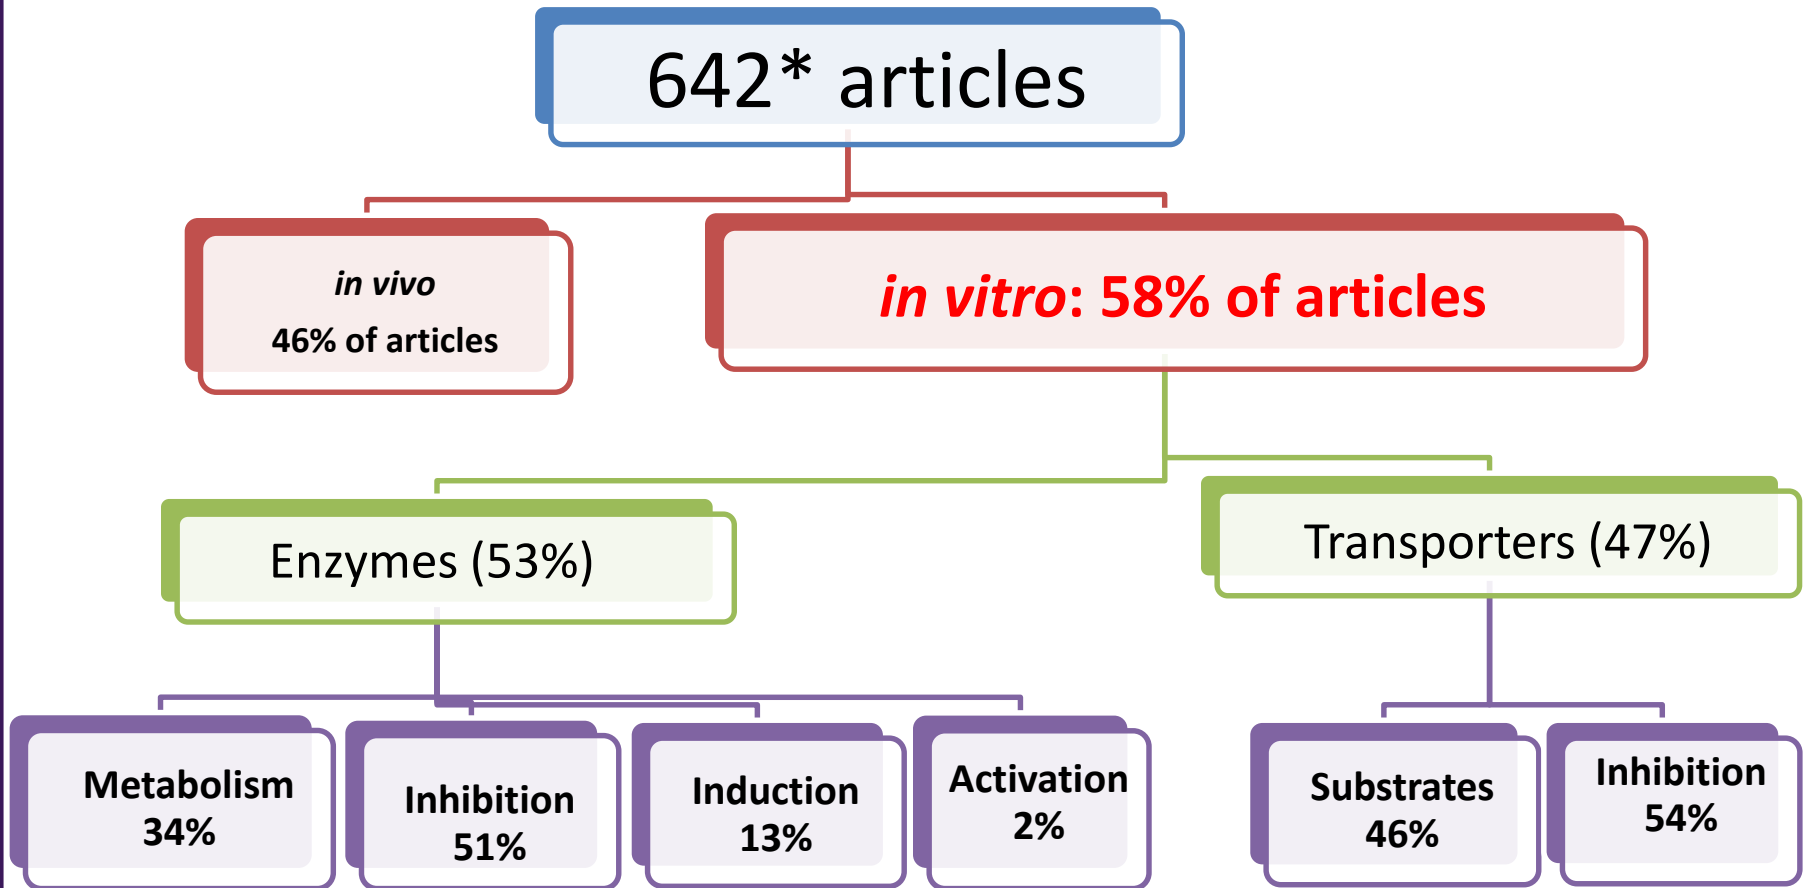 642* articles
in vivo
46% of articles
in vitro: 58% of articles
Enzymes (53%)
Transporters (47%)
Metabolism
34%
Inhibition
51%
Induction
13%
Activation
2%
Substrates
46%
Inhibition
54%